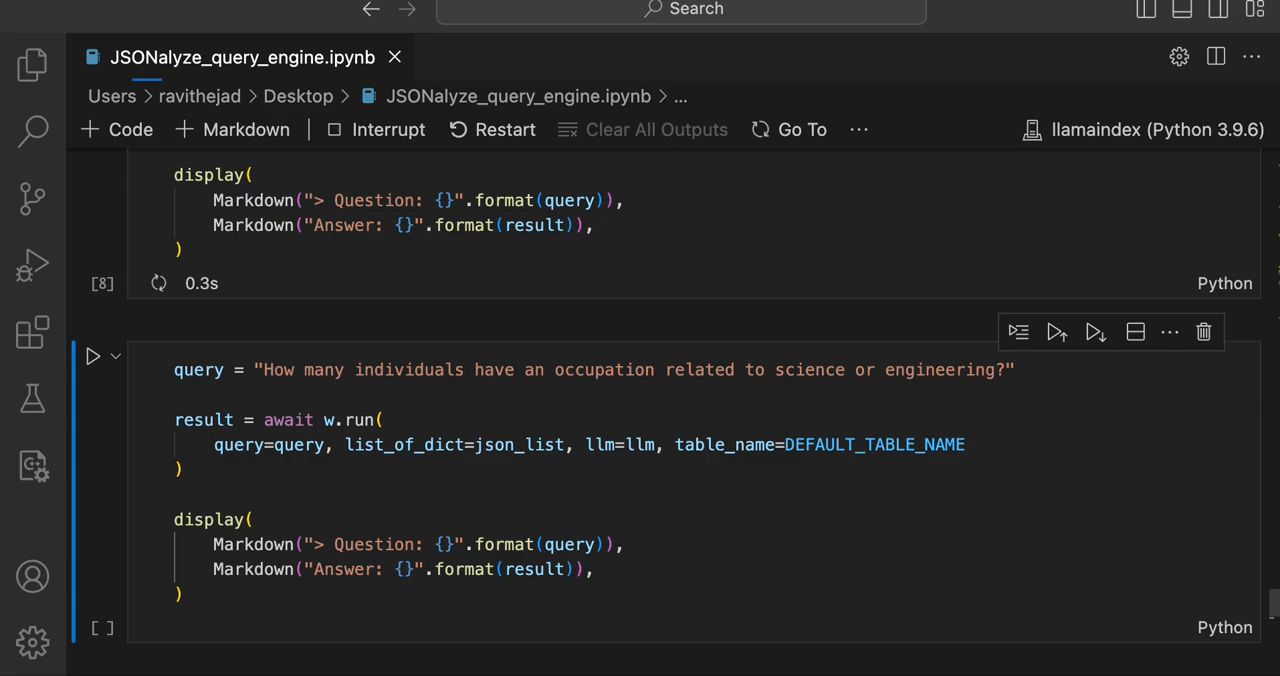 Search
JSONalyze_query_engine.ipynb
Users > ravithejad > Desktop > JSONalyze_query_engine.ipynb > ...
+ Code + Markdown | Interrupt Restart Clear All Outputs Go To ... llamaindex (Python 3.9.6)
display(
Markdown("> Question: {}".format(query)),
Markdown("Answer: {}".format(result)),
)
[8] 0.3s Python
query = "How many individuals have an occupation related to science or engineering?"
result = await w.run(
query=query, list_of_dict=json_list, llm=llm, table_name=DEFAULT_TABLE_NAME
)
display(
Markdown("> Question: {}".format(query)),
Markdown("Answer: {}".format(result)),
)
[ ] Python